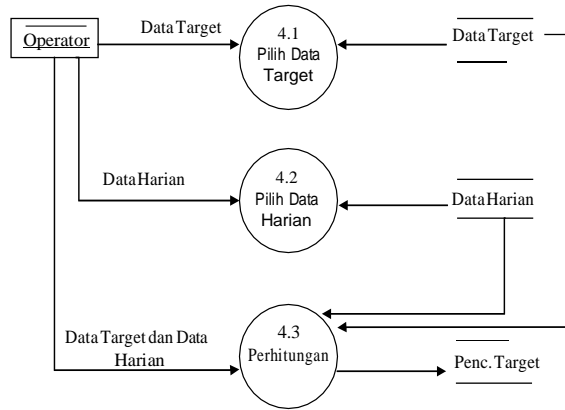 Operator
Data Target
4.1
Pilih Data
Target
Data Target
Data Harian
4.2
Pilih Data
Harian
Data Harian
Data Target dan Data
Harian
4.3
Perhitungan
Penc. Target